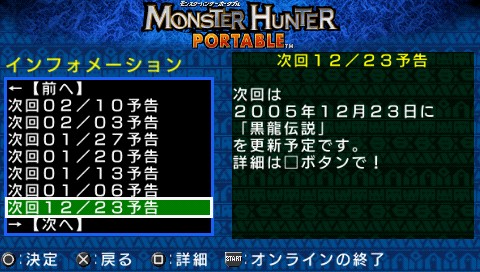 モンスターハンターポータブル
MONSTER HUNTER
PORTABLE™
インフォメーション
←【前へ】
次回02/10予告
次回02/03予告
次回01/27予告
次回01/20予告
次回01/13予告
次回01/06予告
次回12/23予告
→【次へ】
次回12/23予告
次回は
2005年12月23日に
「黒龍伝説」
を更新予定です。
詳細は□ボタンで!
○:決定 ×:戻る □:詳細 START:オンラインの終了